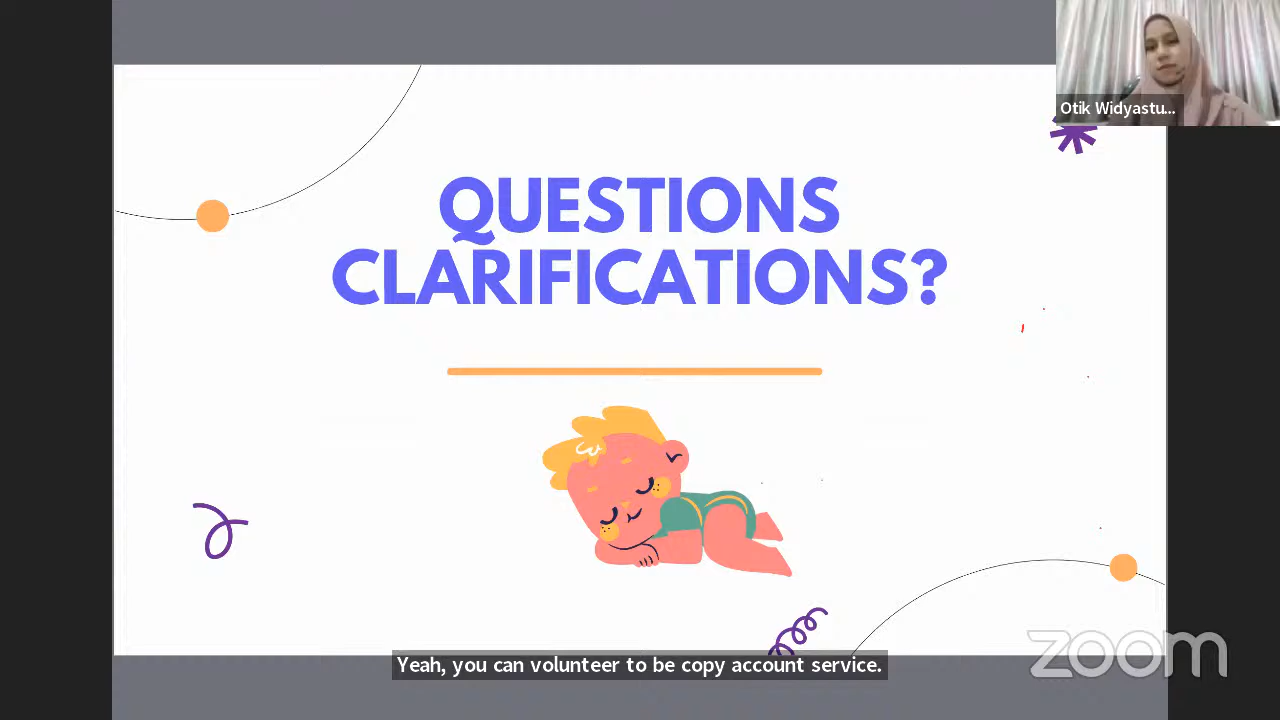 Otik Widyastu...
QUESTIONS
CLARIFICATIONS?
zoom
Yeah, you can volunteer to be copy account service.